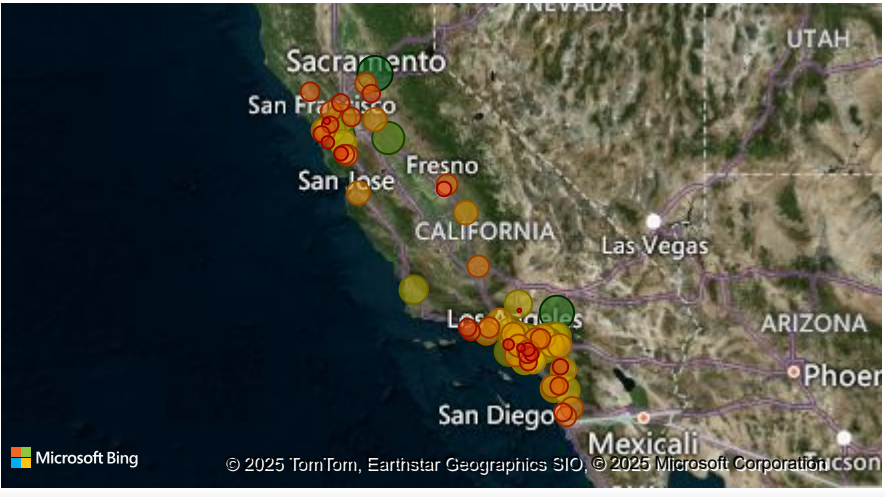 NEVADA
UTAH
Sacramento
San Francisco
Fresno
San Jose
CALIFORNIA
Las Vegas
Los Angeles
ARIZONA
Phoen
San Diego
Mexicali
Tucson
Microsoft Bing
© 2025 TomTom, Earthstar Geographics SIO, © 2025 Microsoft Corporation